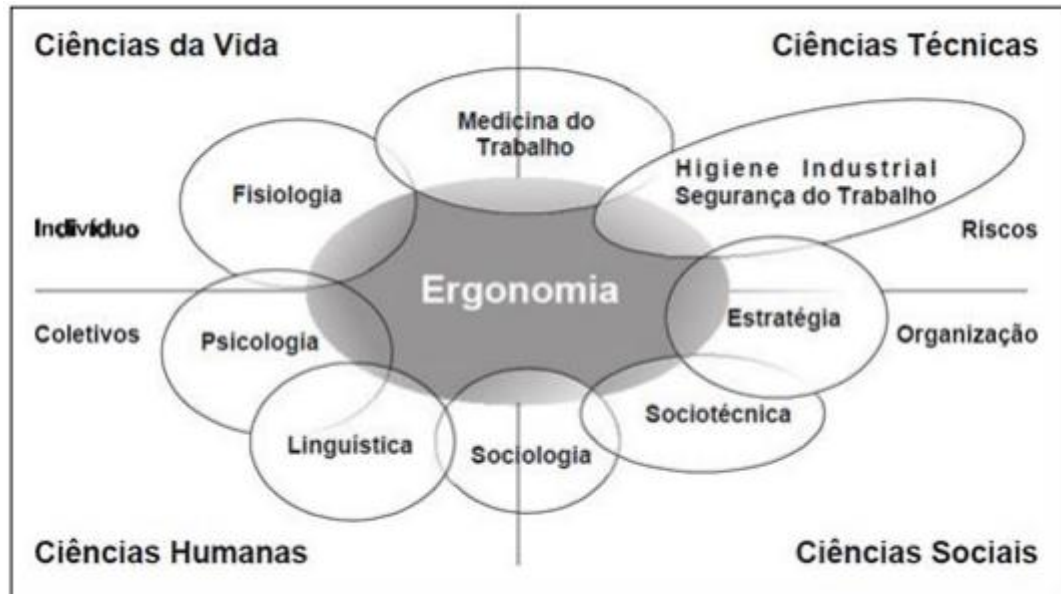 Ciências da Vida
Ciências Técnicas
Medicina do
Trabalho
Higiene Industrial
Segurança do Trabalho
Fisiologia
Indivíduo
Riscos
Ergonomia
Coletivos
Psicologia
Estratégia
Organização
Linguistica
Sociologia
Sociotécnica
Ciências Humanas
Ciências Sociais